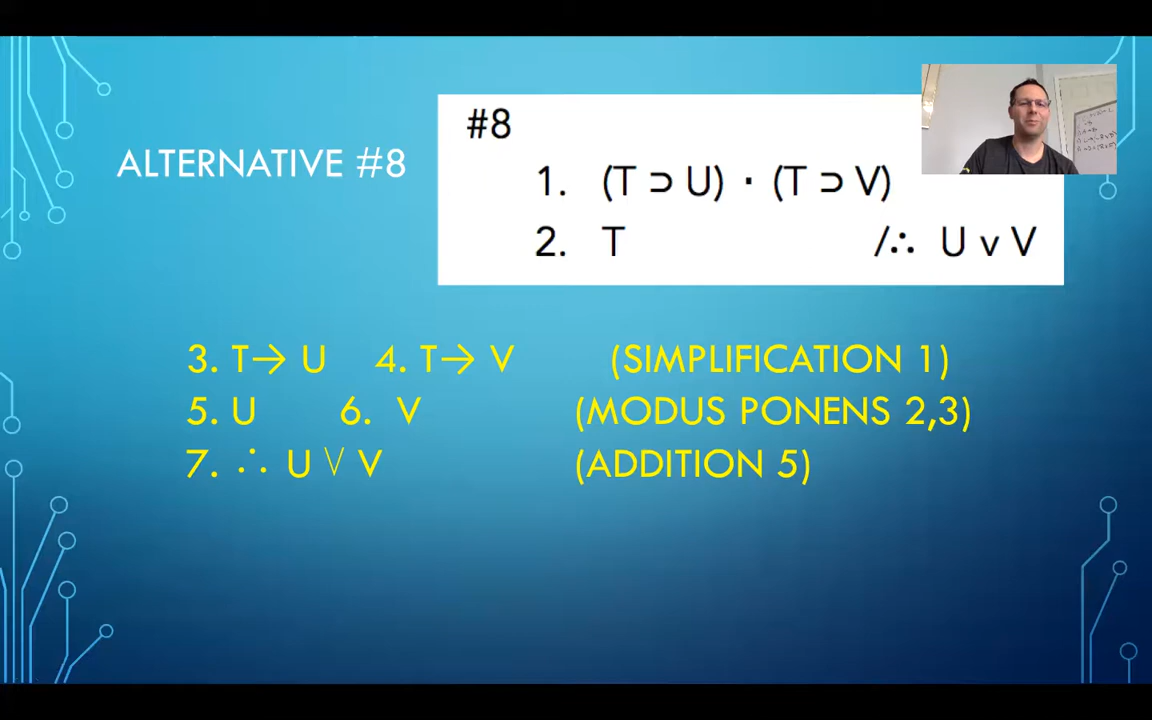 ALTERNATIVE #8
#8
1. (T ⊃ U) · (T ⊃ V)
2. T /∴ U v V
3. T→ U 4. T→ V (SIMPLIFICATION 1)
5. U 6. V (MODUS PONENS 2,3)
7. ∴ U ∨ V (ADDITION 5)